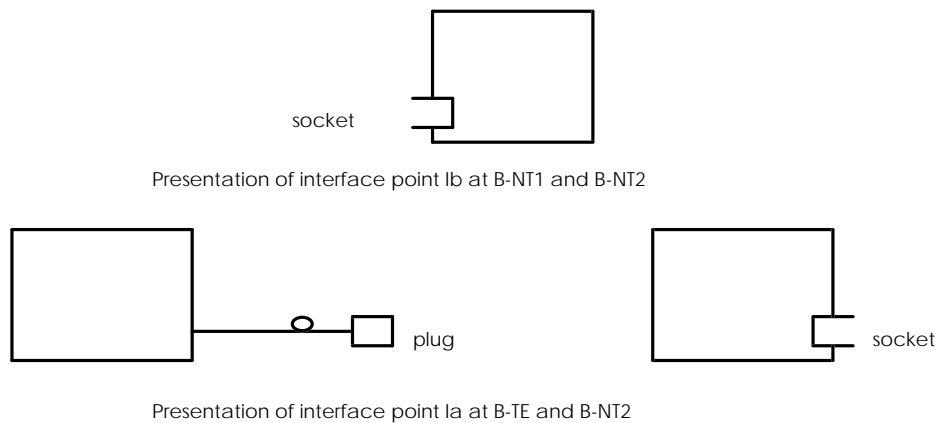 socket
Presentation of interface point Ib at B-NT1 and B-NT2
plug
socket
Presentation of interface point Ia at B-TE and B-NT2